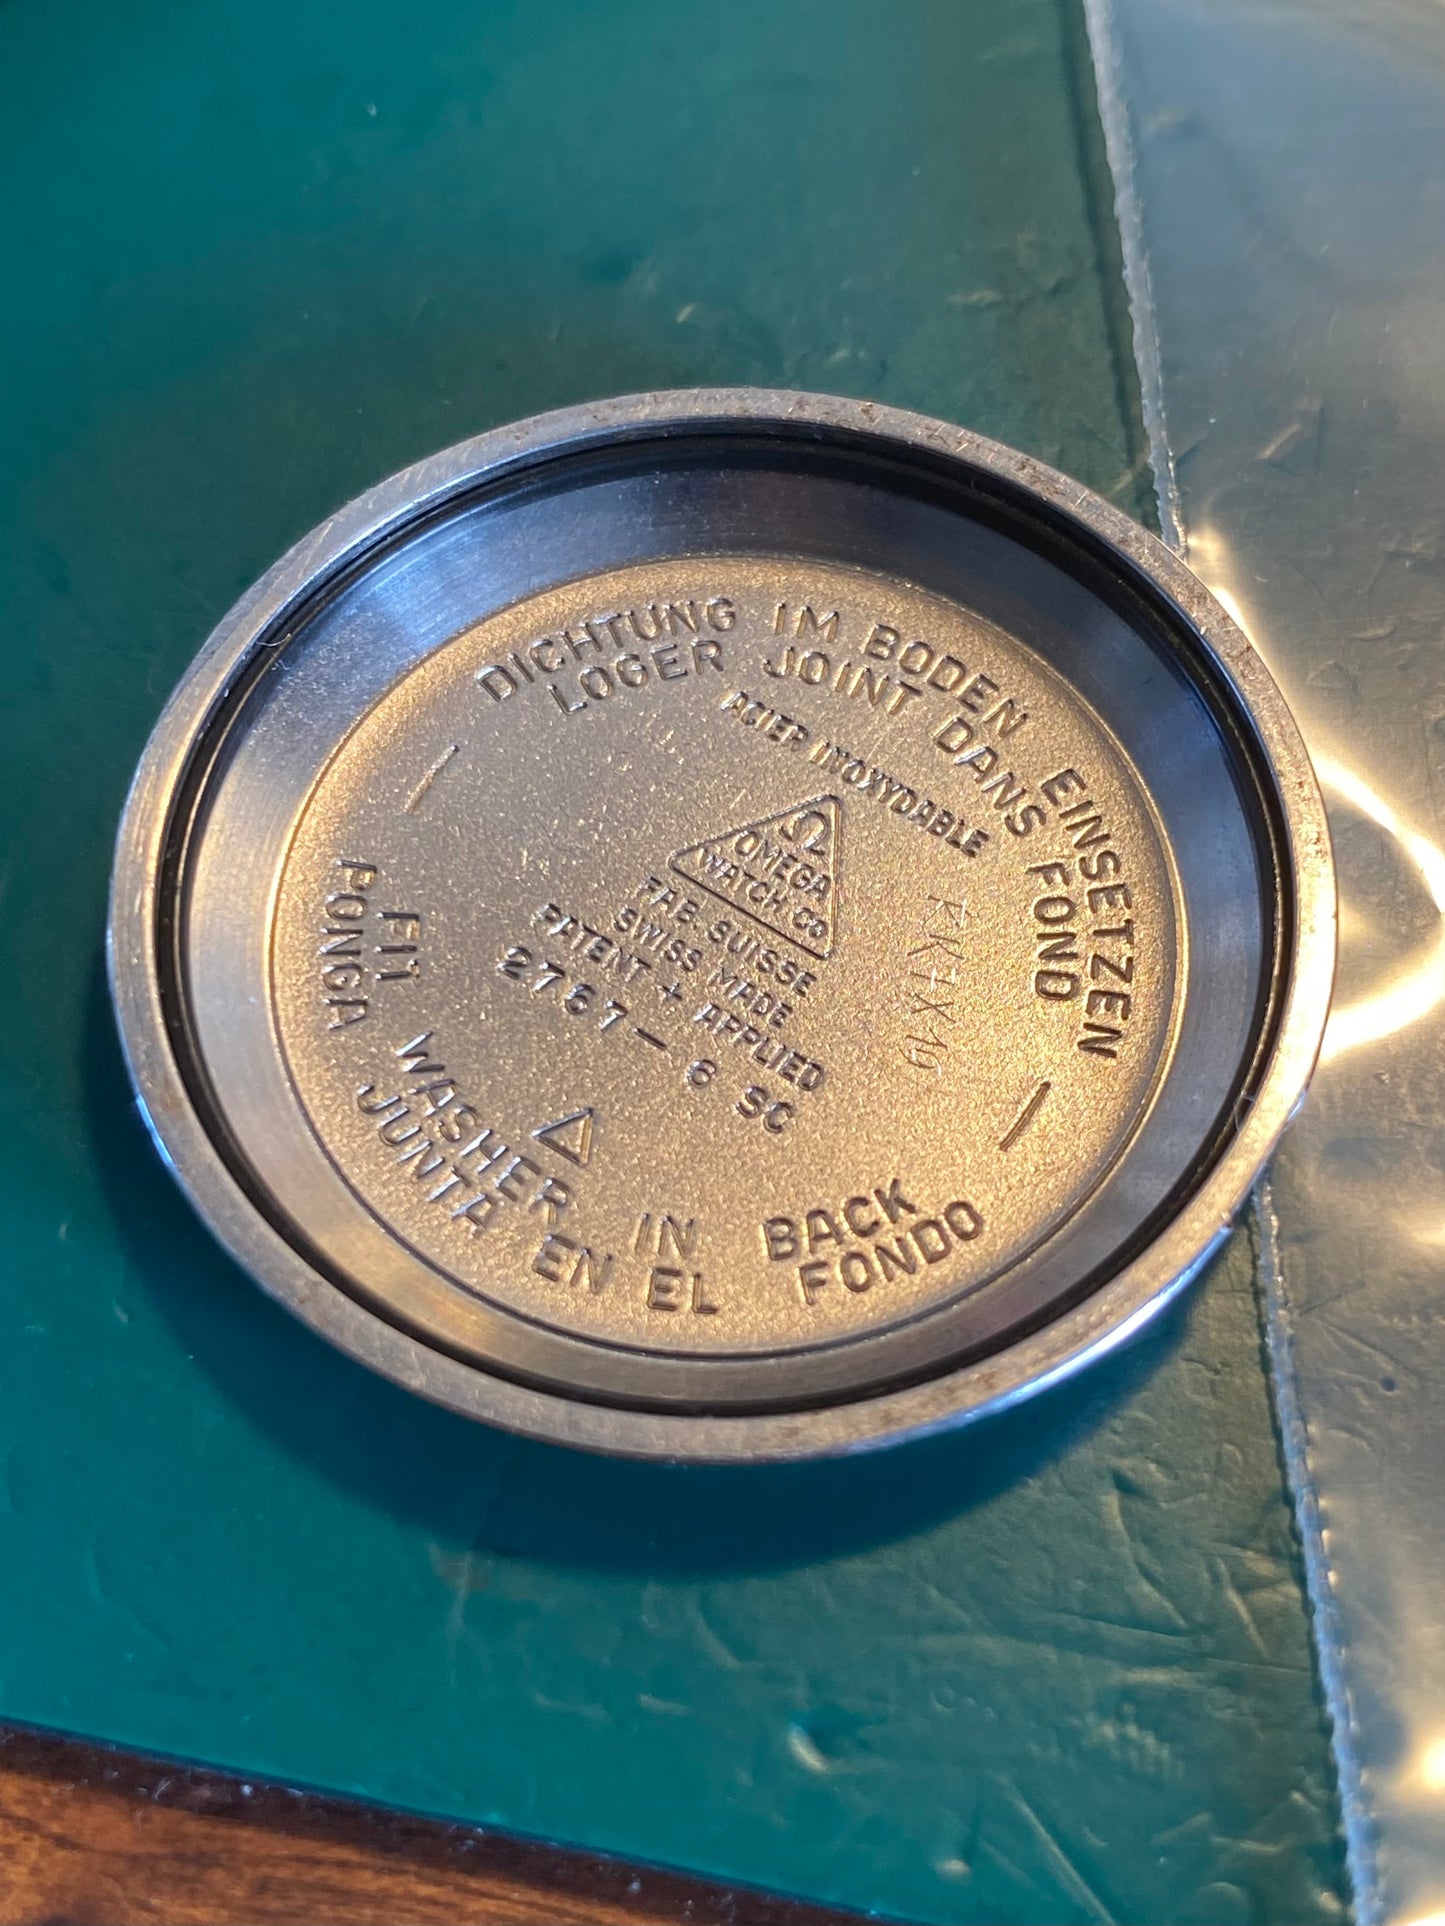 DICHTUNG IM BODEN EINSETZEN
LOGER JOINT DANS FOND
ACIER INOXYDABLE
Ω
OMEGA
WATCH CO
FAB. SUISSE
SWISS MADE
PATENT + APPLIED
2767-6 SC
FIT WASHER IN BACK
PONGA JUNTA EN EL FONDO